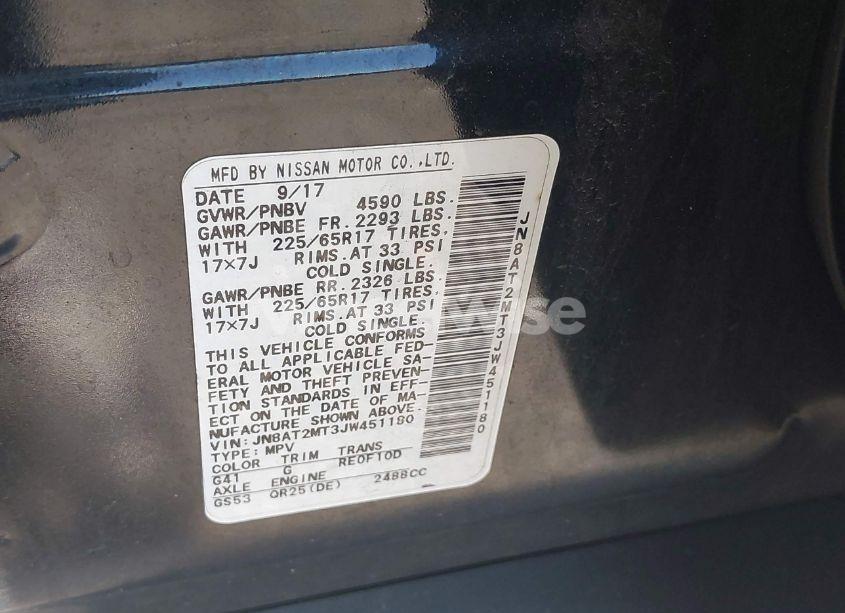 MFD BY NISSAN MOTOR CO.,LTD.
DATE 9/17
GVWR/PNBV 4590 LBS.
GAWR/PNBE FR. 2293 LBS.
WITH 225/65R17 TIRES.
17×7J RIMS.AT 33 PSI
COLD SINGLE.
GAWR/PNBE RR. 2326 LBS.
WITH 225/65R17 TIRES.
17×7J RIMS.AT 33 PSI
COLD SINGLE.
THIS VEHICLE CONFORMS
TO ALL APPLICABLE FED-
ERAL MOTOR VEHICLE SA-
FETY AND THEFT PREVEN-
TION STANDARDS IN EFF-
ECT ON THE DATE OF MA-
NUFACTURE SHOWN ABOVE.
VIN: JN8AT2MT3JW451180
TYPE: MPV
COLOR TRIM TRANS
G41 G RE0F10D
AXLE ENGINE
GS53 QR25(DE) 2488CC
JN8AT2MT3JW451180